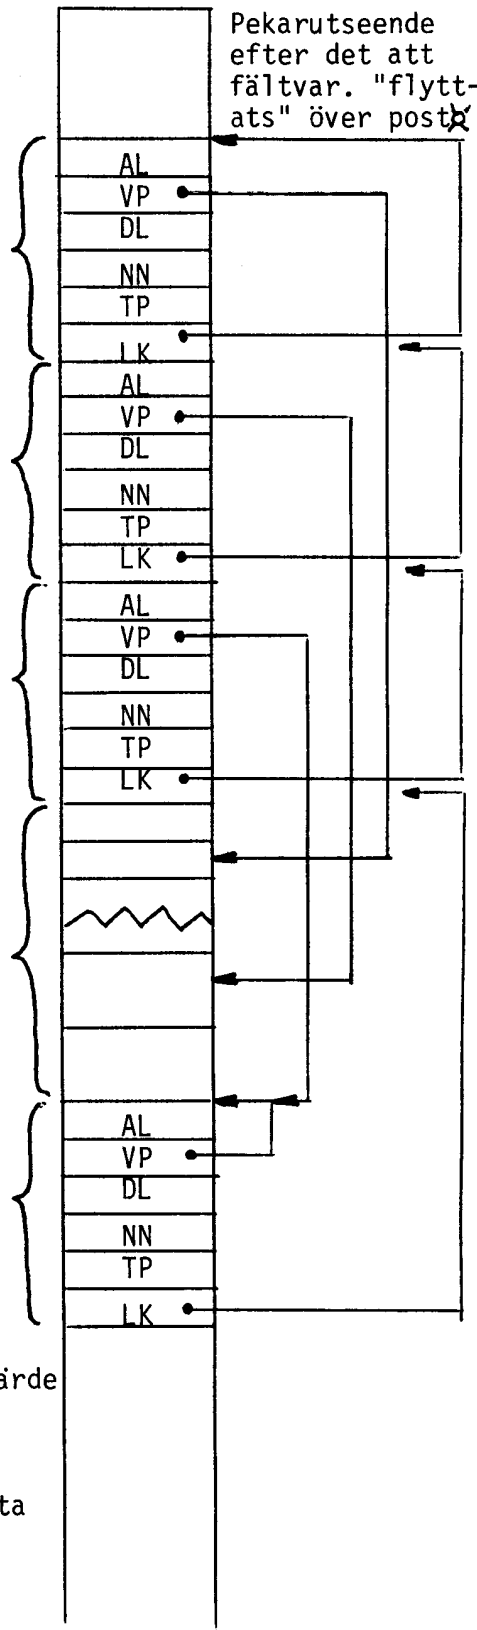 Pekarutseende
efter det att
fältvar. "flytt-
ats" över post¤
AL
VP
DL
NN
TP
LK
AL
VP
DL
NN
TP
LK
AL
VP
DL
NN
TP
LK
AL
VP
DL
NN
TP
LK
ärde
ta